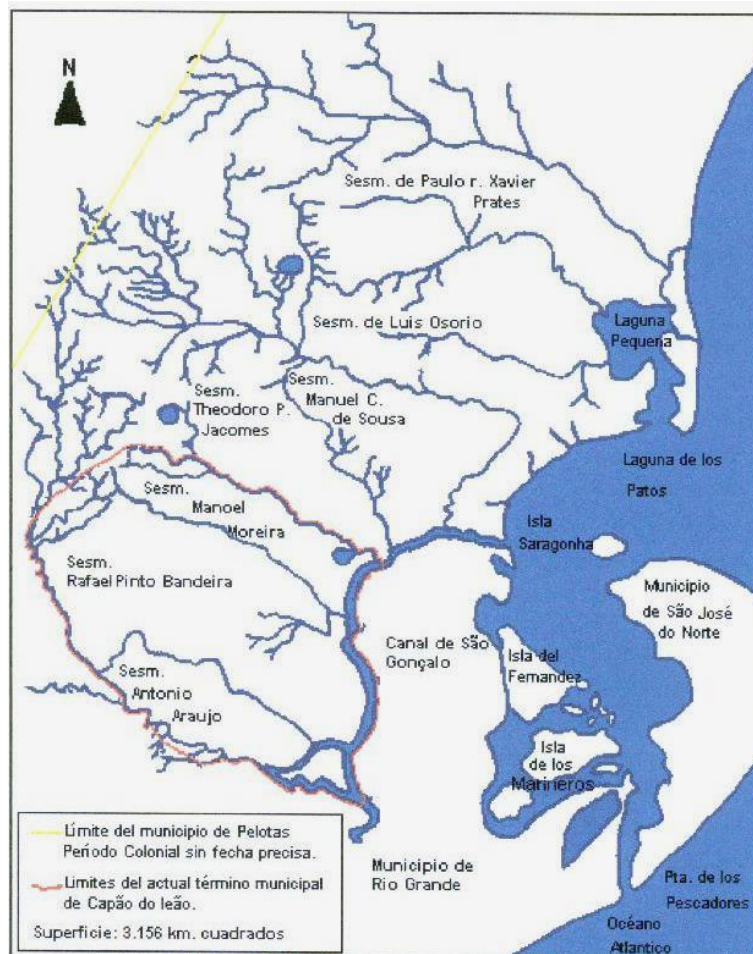 N
Sesm. de Paulo r. Xavier
Prates
Sesm. de Luis Osorio
Laguna
Pequena
Sesm.
Manuel C.
de Sousa
Sesm.
Theodoro P.
Jacomes
Laguna de los
Patos
Sesm.
Manoel
Moreira
Isla
Saragonha
Sesm.
Rafael Pinto Bandeira
Municipio
de São José
do Norte
Canal de São
Gonçalo
Isla del
Fernandez
Sesm.
Antonio
Araujo
Isla
de los
Marineros
Límite del municipio de Pelotas
Período Colonial sin fecha precisa.
Limites del actual término municipal
de Capão do leão.
Superficie: 3.156 km. cuadrados
Municipio de
Rio Grande
Pta. de los
Pescadores
Océano
Atlantico